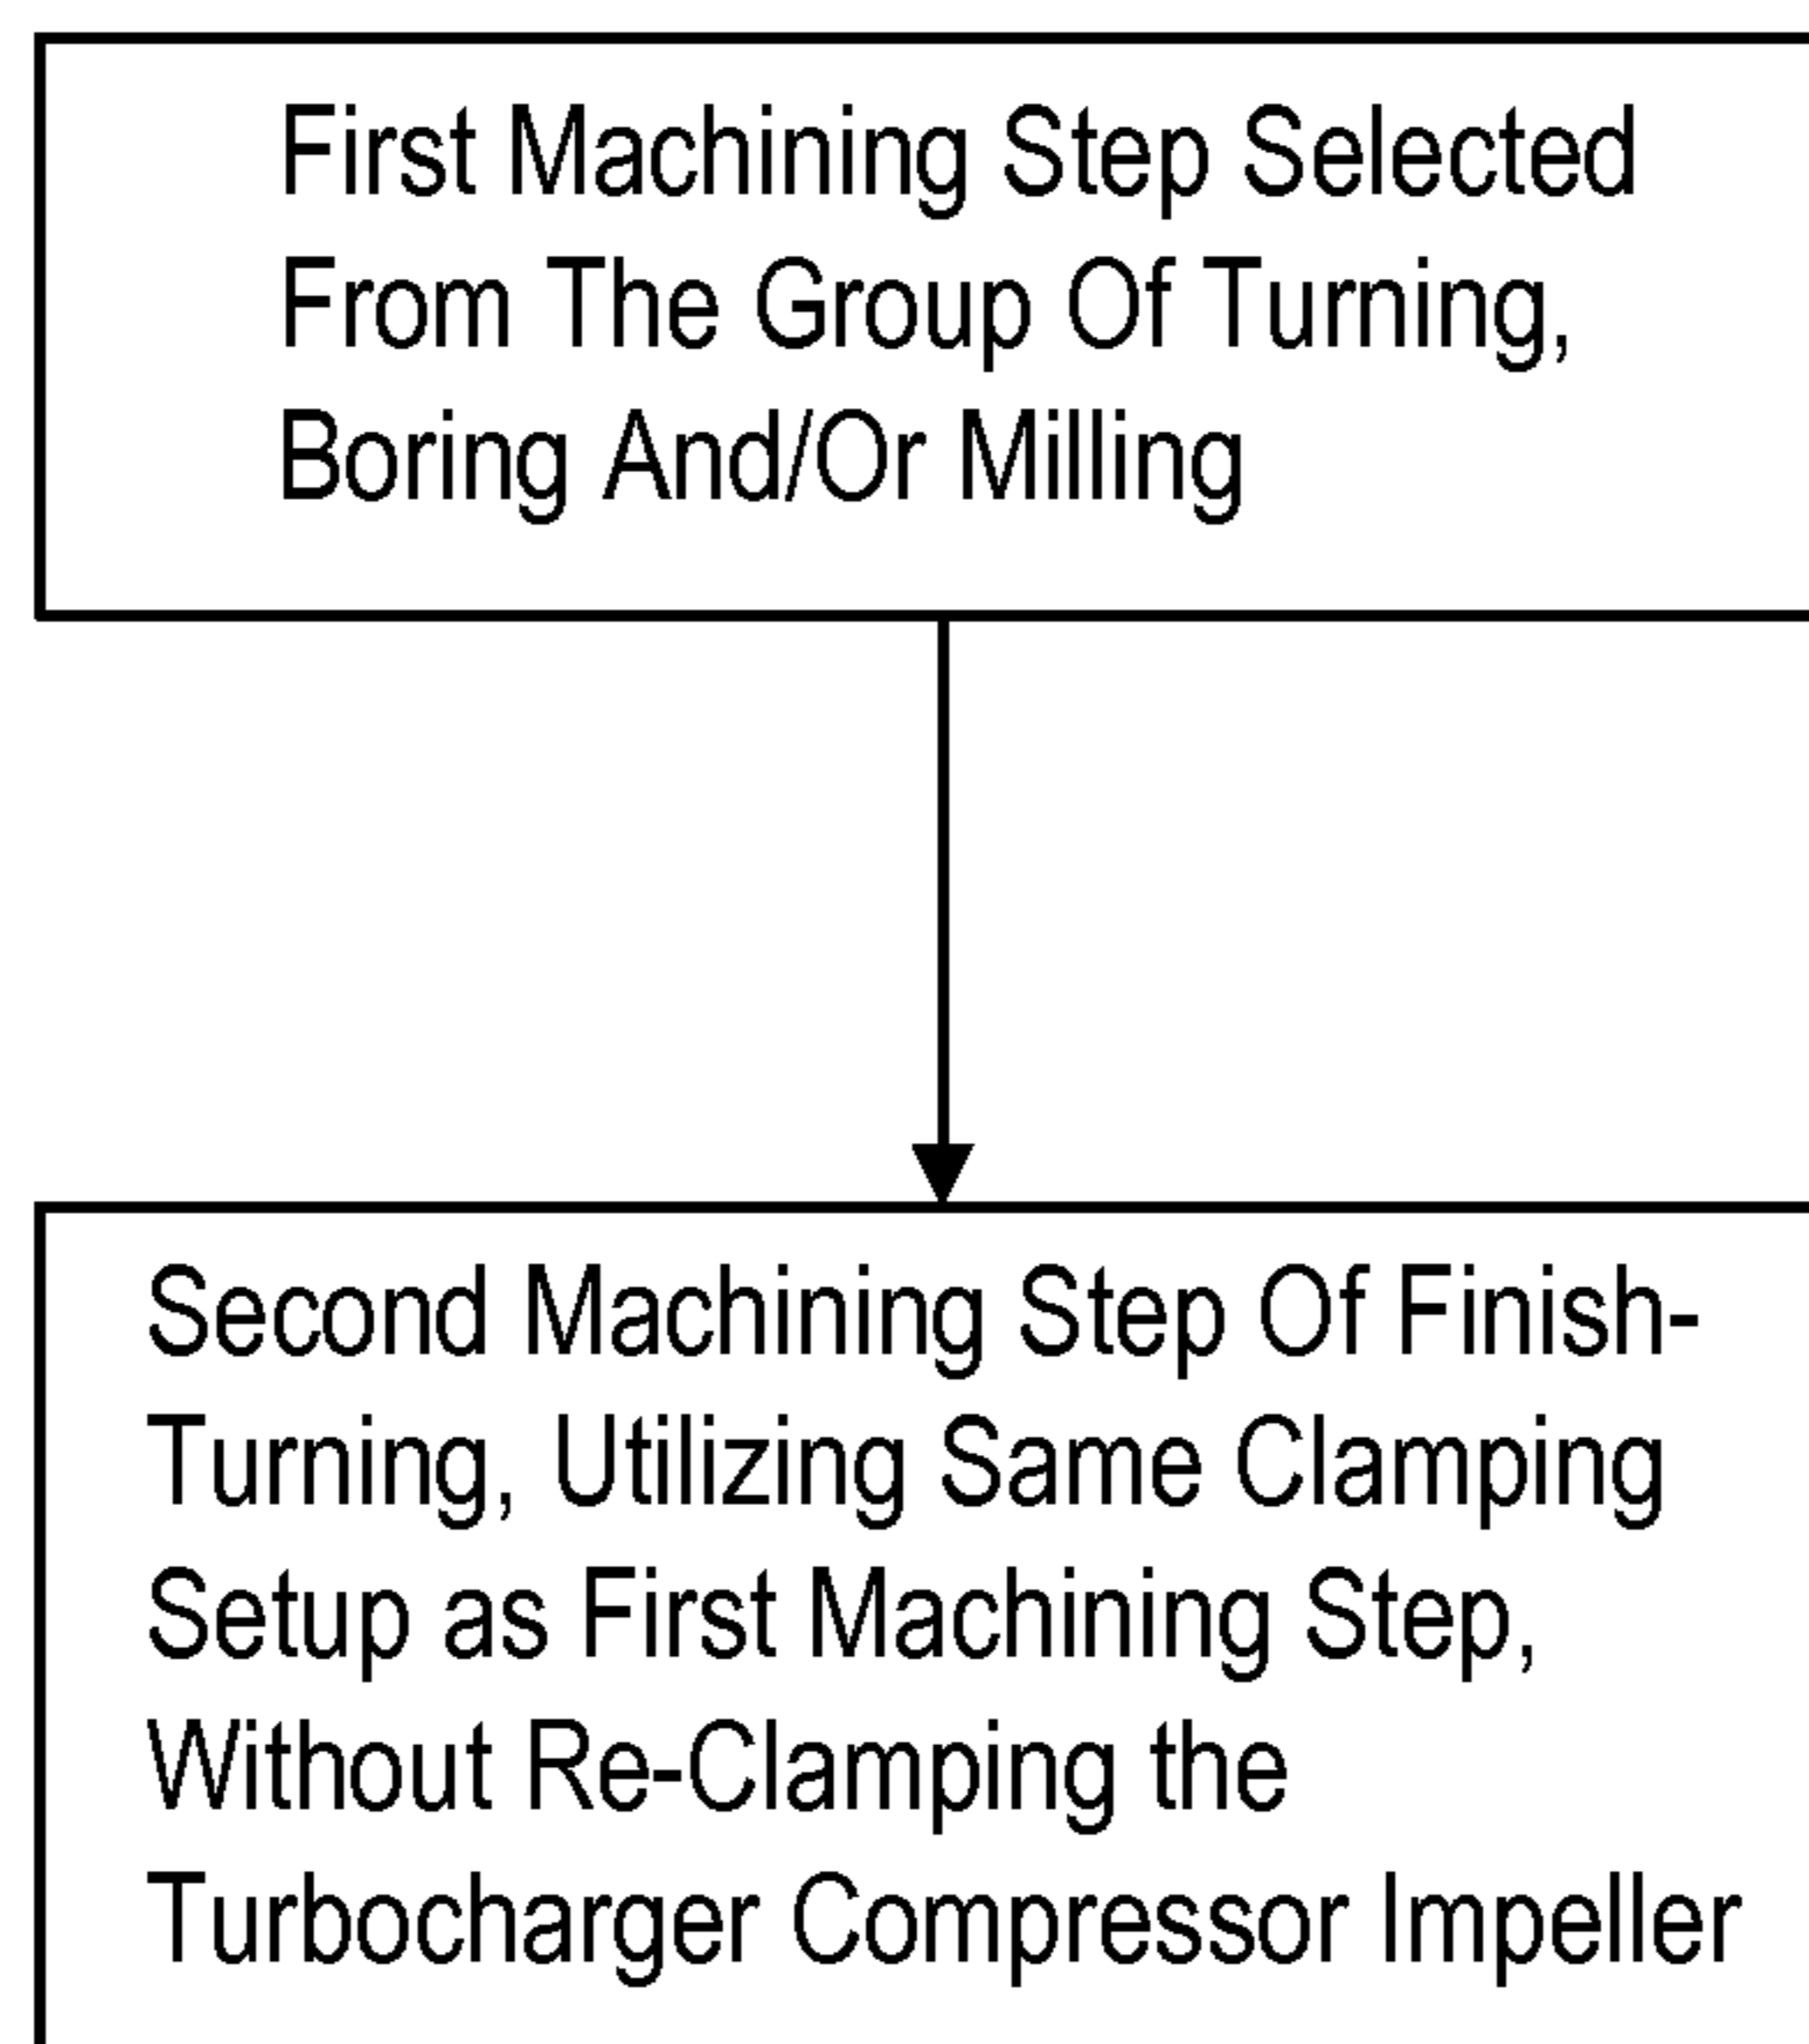 First Machining Step Selected
From The Group Of Turning,
Boring And/Or Milling
Second Machining Step Of Finish-
Turning, Utilizing Same Clamping
Setup as First Machining Step,
Without Re-Clamping the
Turbocharger Compressor Impeller